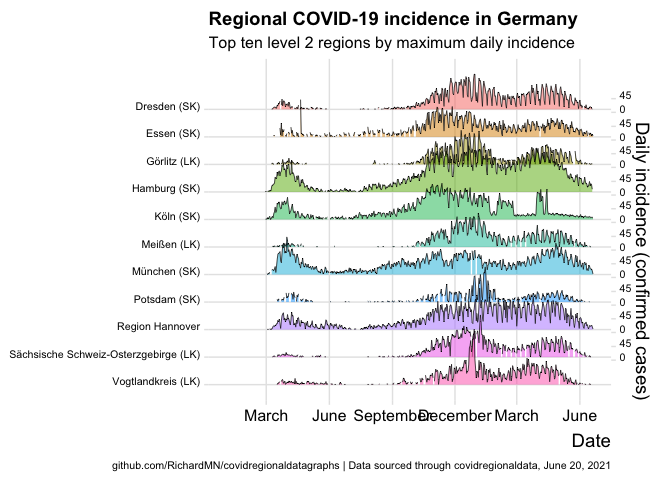 Regional COVID-19 incidence in Germany
Top ten level 2 regions by maximum daily incidence
Dresden (SK)
Essen (SK)
Görlitz (LK)
Hamburg (SK)
Köln (SK)
Meißen (LK)
München (SK)
Potsdam (SK)
Region Hannover
Sächsische Schweiz-Osterzgebirge (LK)
Vogtlandkreis (LK)
45
0
45
0
45
0
45
0
45
0
45
0
45
0
45
0
45
0
45
0
Daily incidence (confirmed cases)
March June September December March June
Date
github.com/RichardMN/covidregionaldatagraphs | Data sourced through covidregionaldata, June 20, 2021